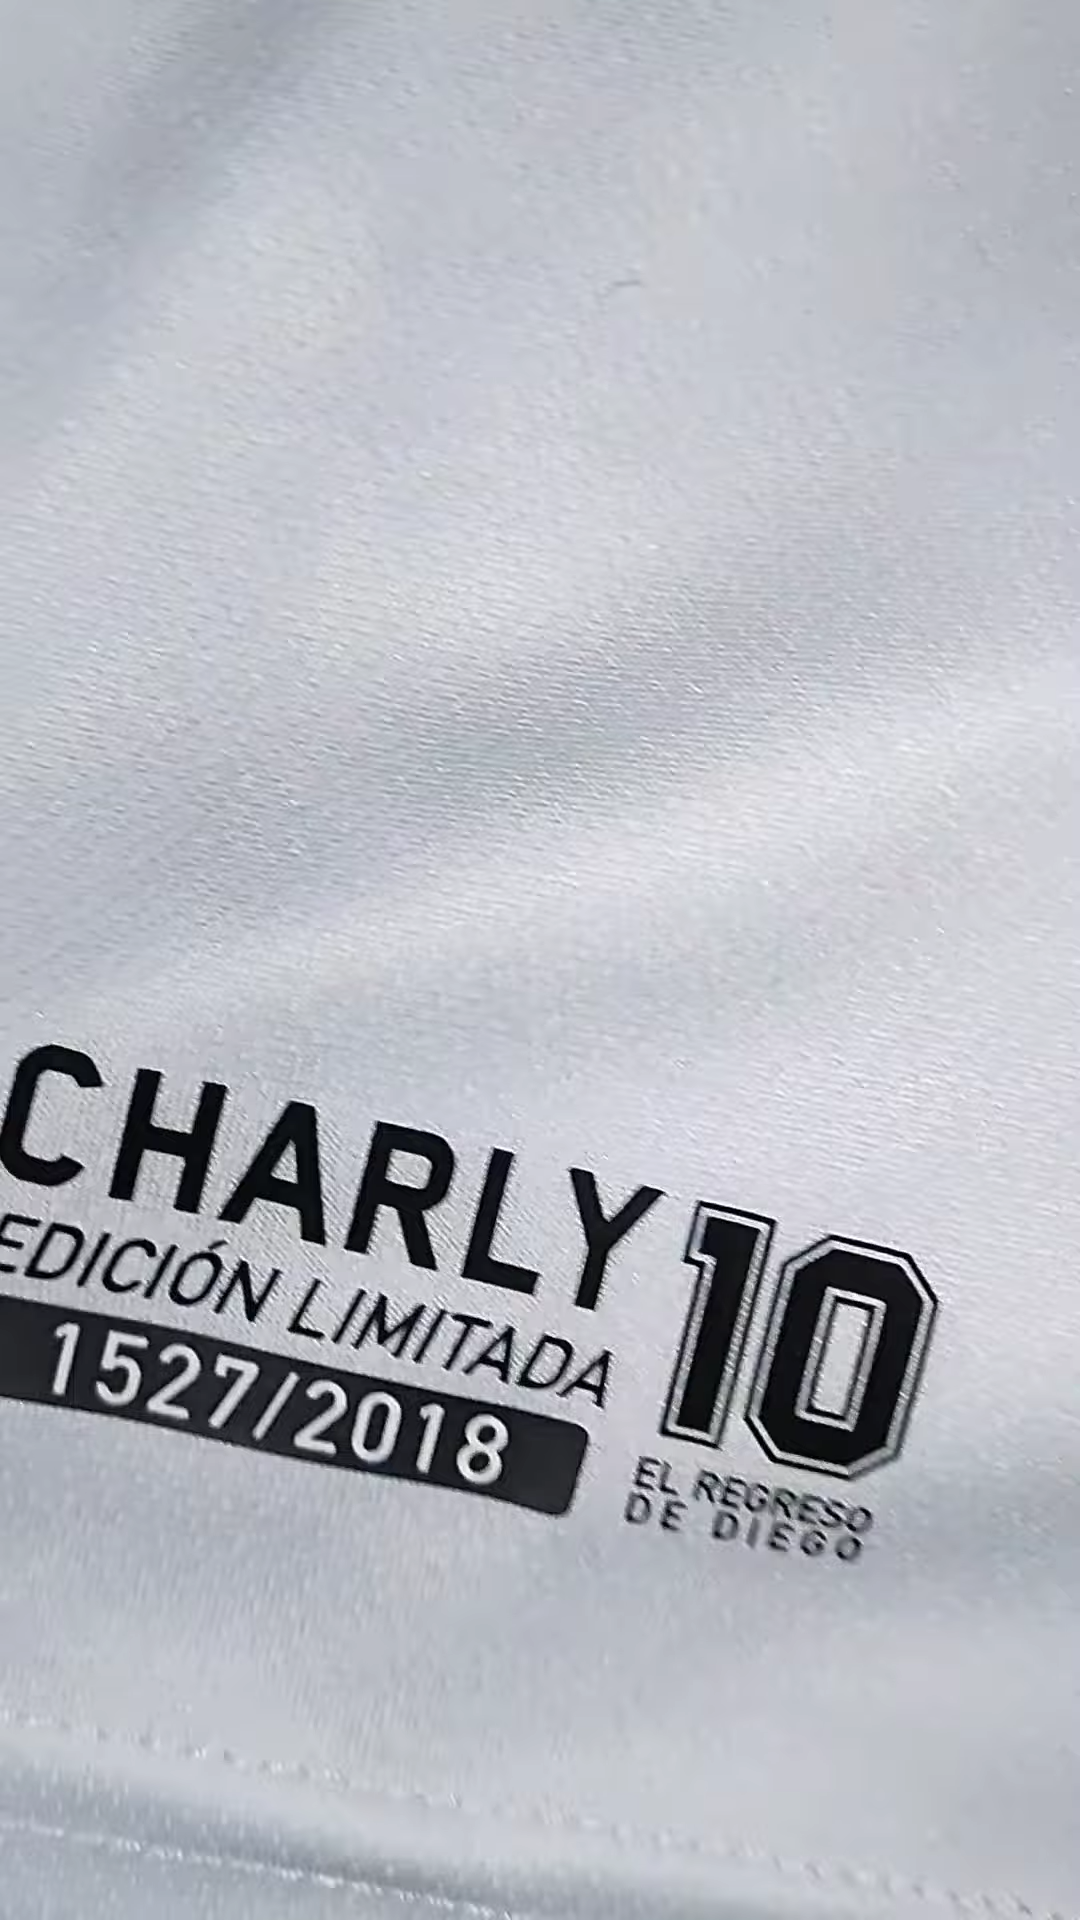 CHARLY
EDICIÓN LIMITADA
1527/2018
10
EL REGRESO
DE DIEGO